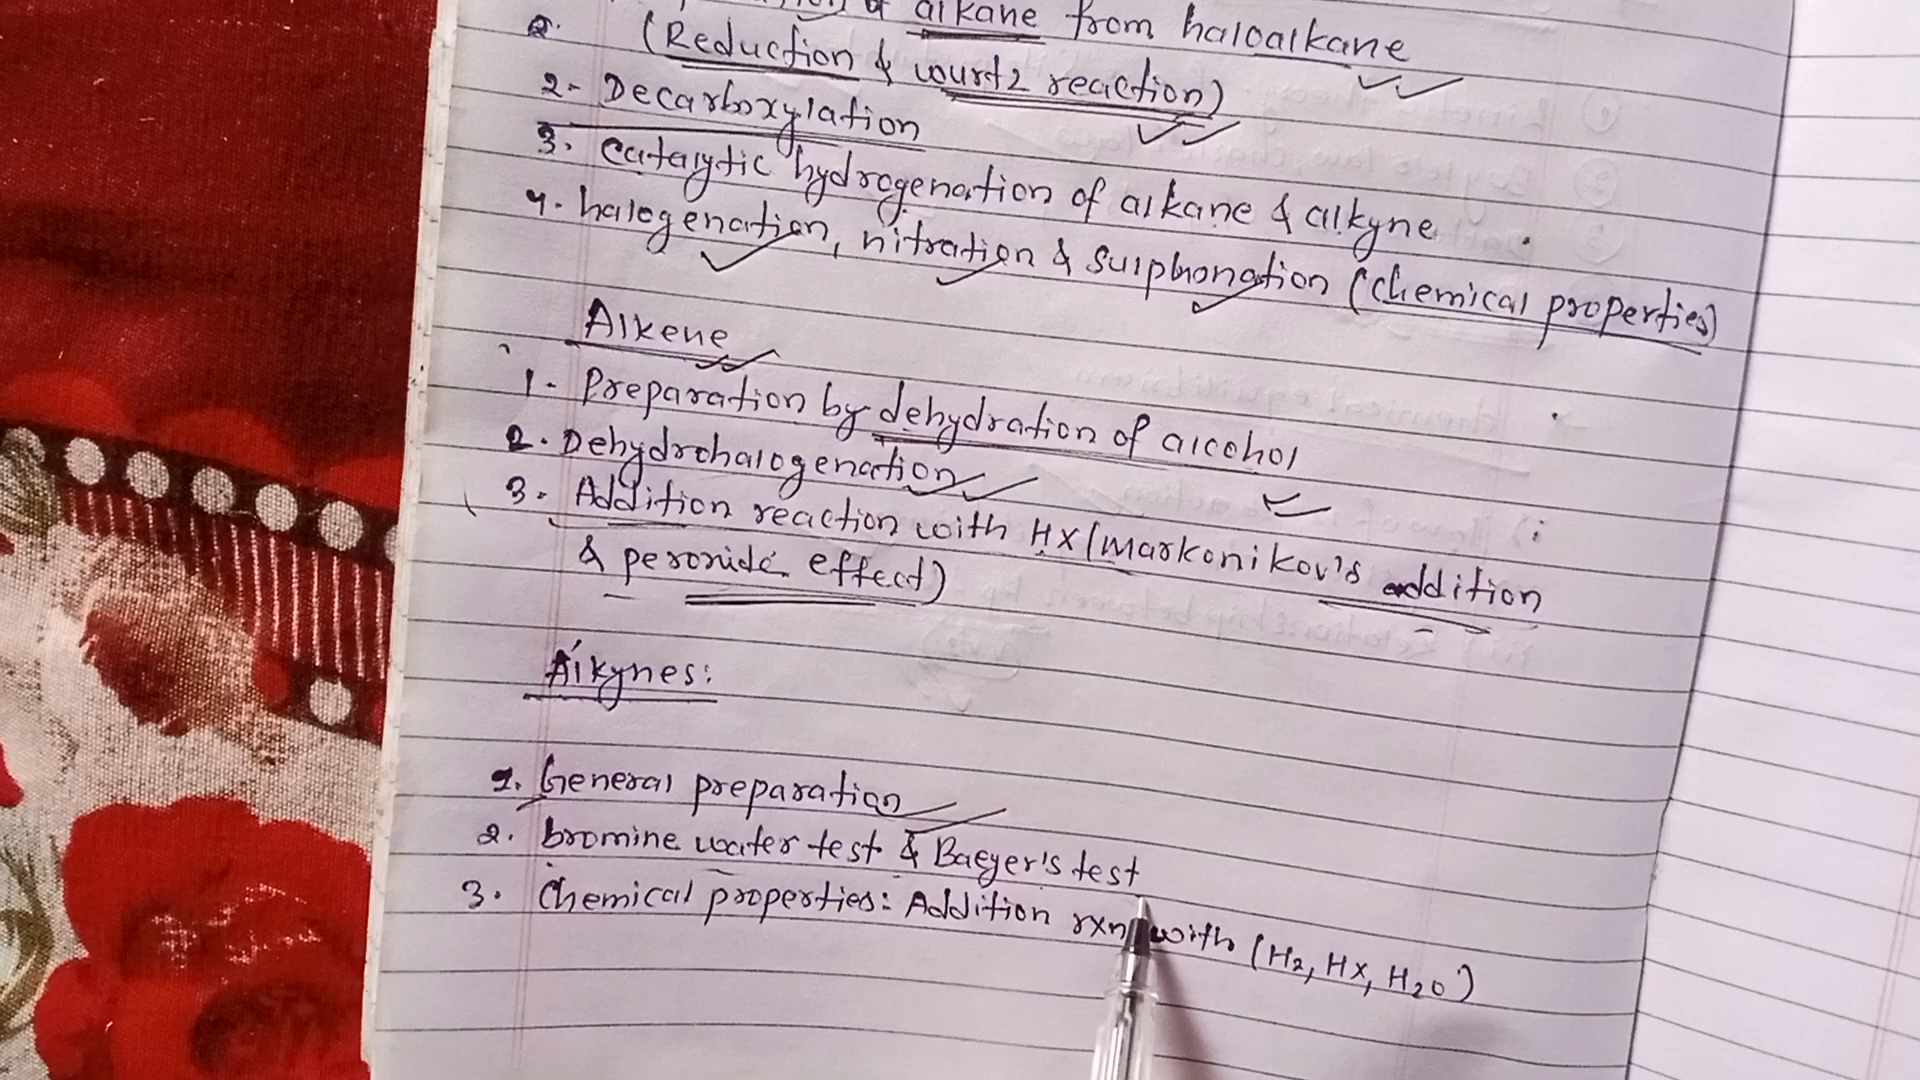 of alkane from haloalkane
(Reduction & wourtz reaction)
2- Decarboxylation
3. Catalytic hydrogenation of alkane & alkyne
4. halogenation, nitration & sulphonation (chemical properties)
Alkene
1- Preparation by dehydration of alcohol
2. Dehydrohalogenation
3. Addition reaction with HX (markonikov's addition
& peroxide effect)
Alkynes:
1. General preparation
2. bromine water test & Baeyer's test
3. Chemical properties: Addition rxn with (H2, HX, H2O)